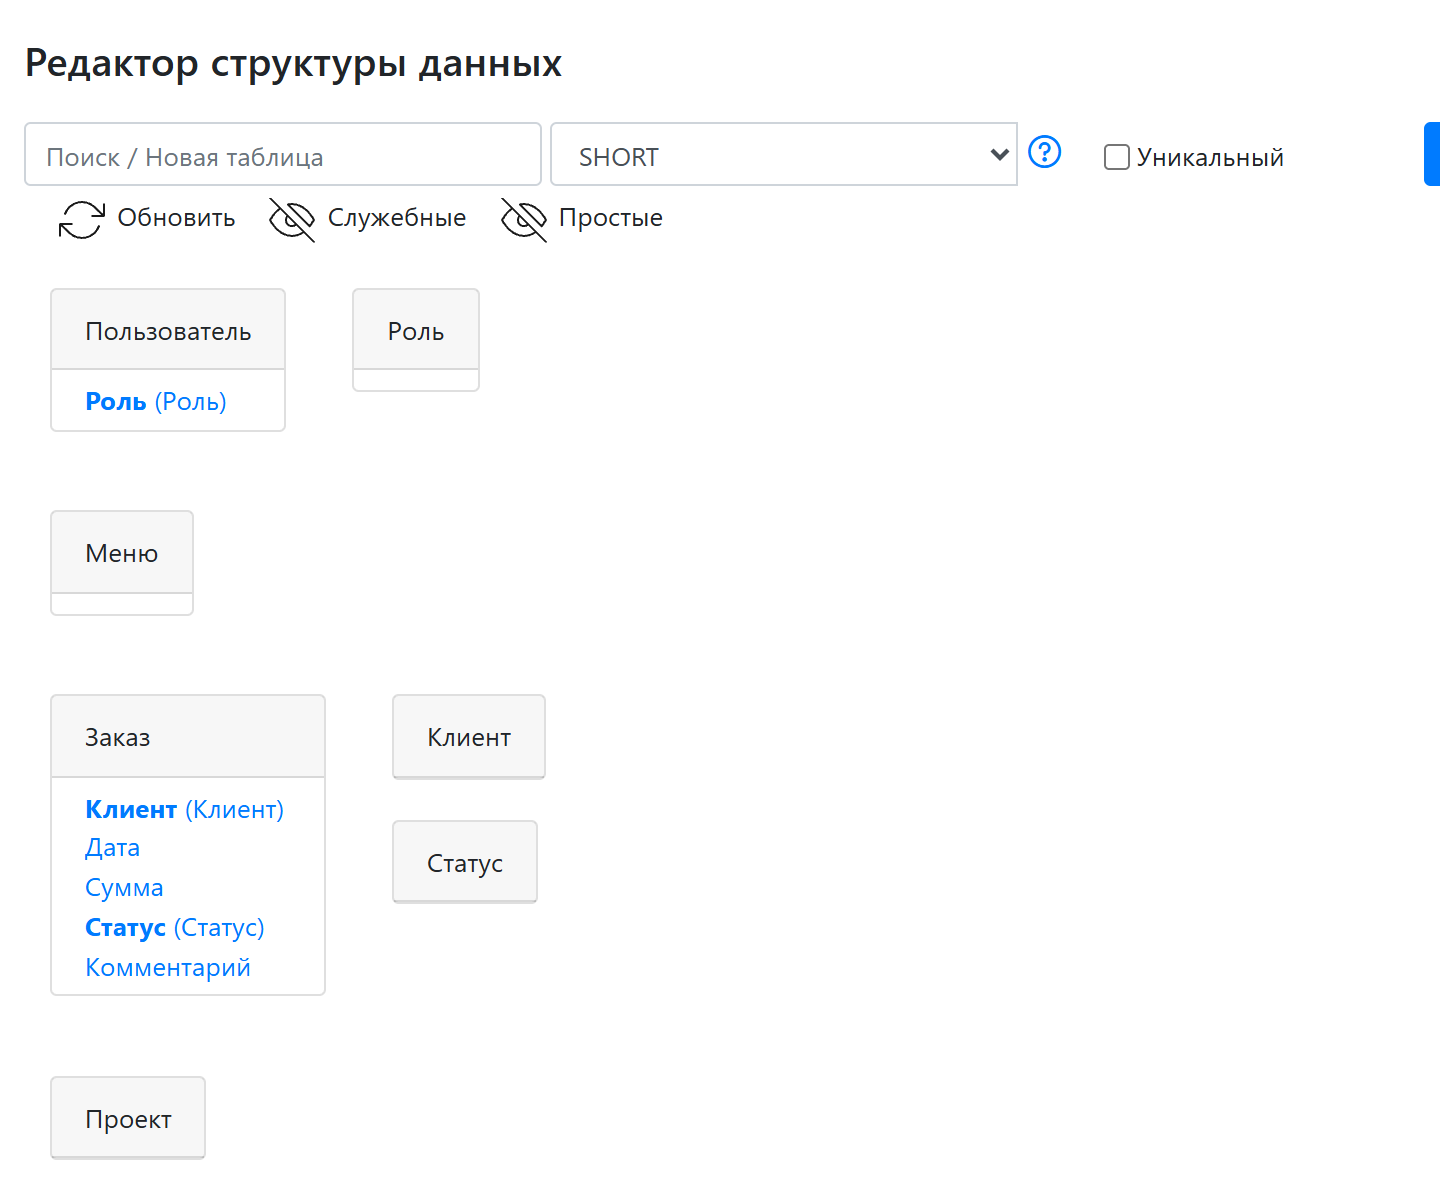 Редактор структуры данных
Поиск / Новая таблица
SHORT
Уникальный
Обновить
Служебные
Простые
Пользователь
Роль (Роль)
Роль
Меню
Заказ
Клиент (Клиент)
Дата
Сумма
Статус (Статус)
Комментарий
Клиент
Статус
Проект